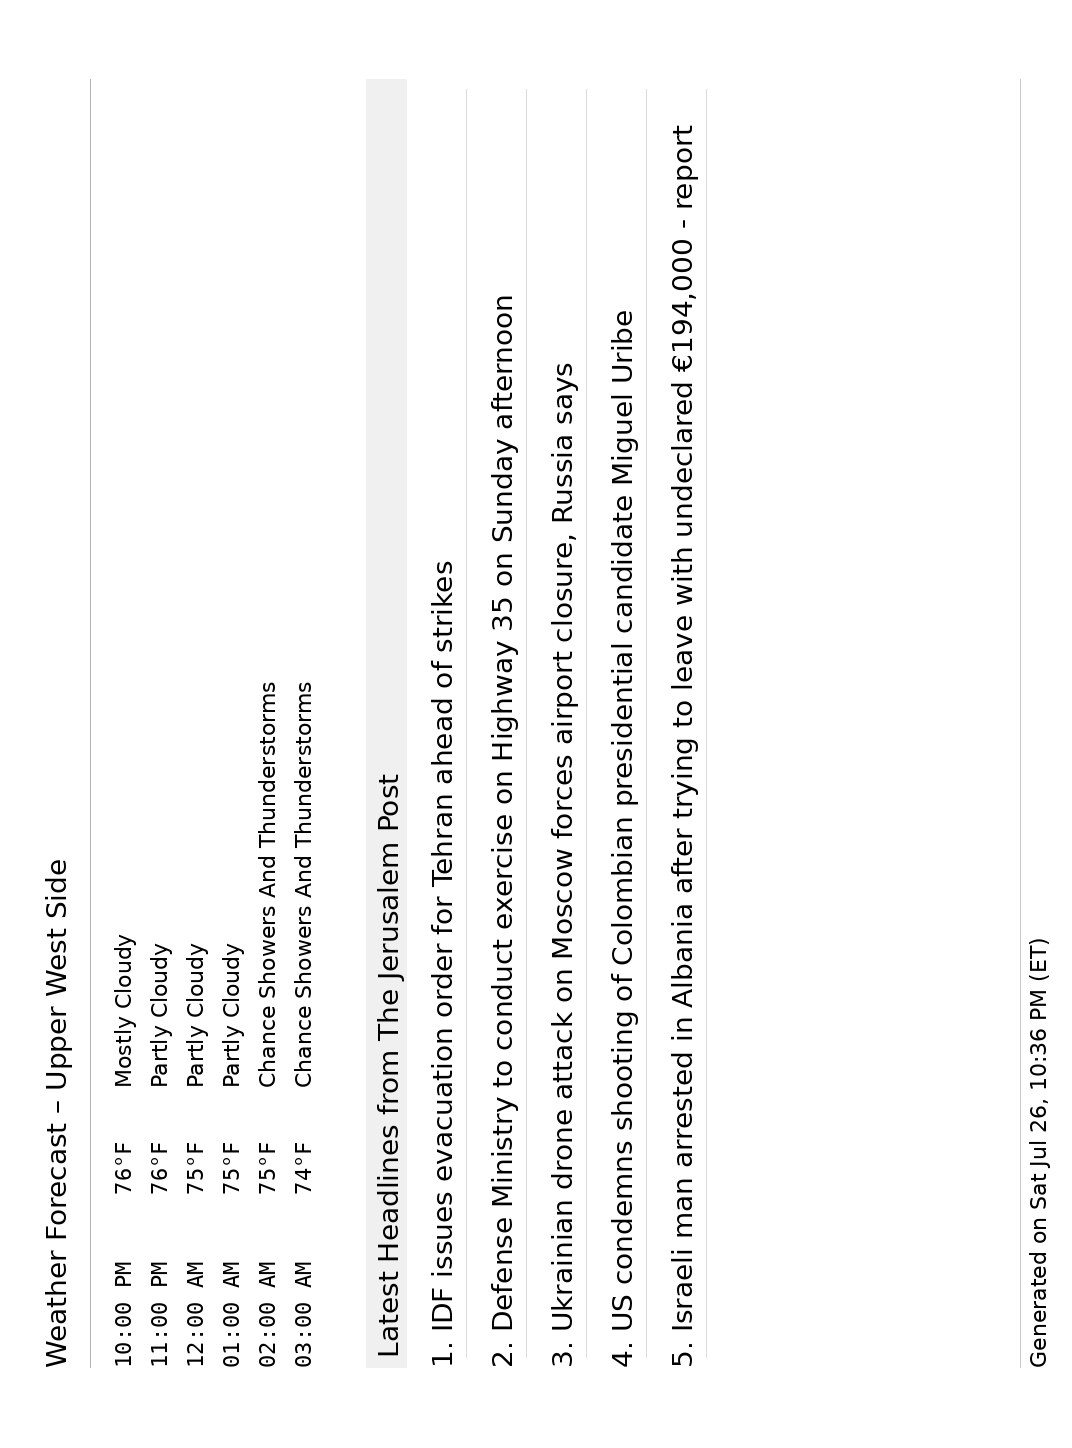 Weather Forecast – Upper West Side
10:00 PM 76°F Mostly Cloudy
11:00 PM 76°F Partly Cloudy
12:00 AM 75°F Partly Cloudy
01:00 AM 75°F Partly Cloudy
02:00 AM 75°F Chance Showers And Thunderstorms
03:00 AM 74°F Chance Showers And Thunderstorms
Latest Headlines from The Jerusalem Post
1. IDF issues evacuation order for Tehran ahead of strikes
2. Defense Ministry to conduct exercise on Highway 35 on Sunday afternoon
3. Ukrainian drone attack on Moscow forces airport closure, Russia says
4. US condemns shooting of Colombian presidential candidate Miguel Uribe
5. Israeli man arrested in Albania after trying to leave with undeclared €194,000 - report
Generated on Sat Jul 26, 10:36 PM (ET)